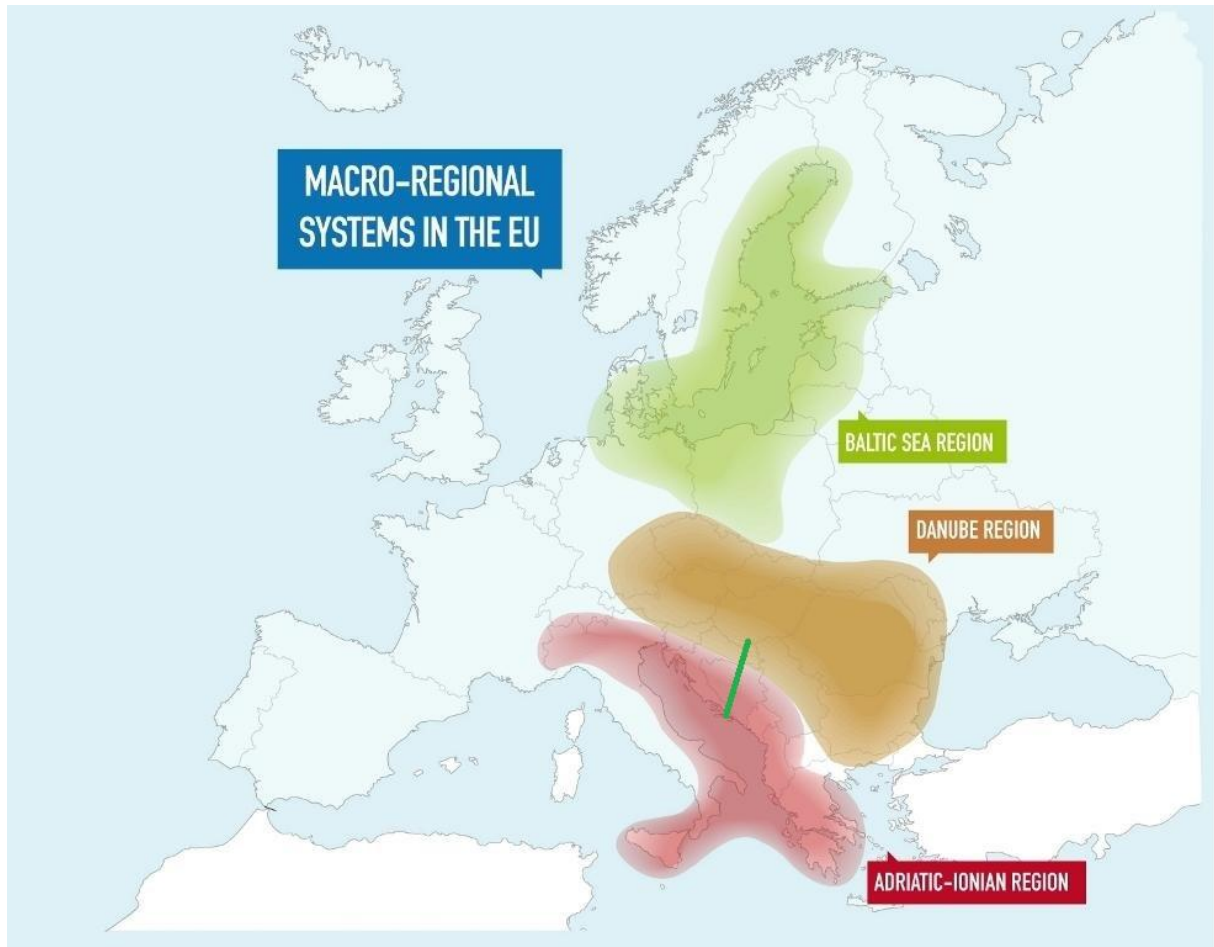 MACRO-REGIONAL
SYSTEMS IN THE EU
BALTIC SEA REGION
DANUBE REGION
ADRIATIC-IONIAN REGION